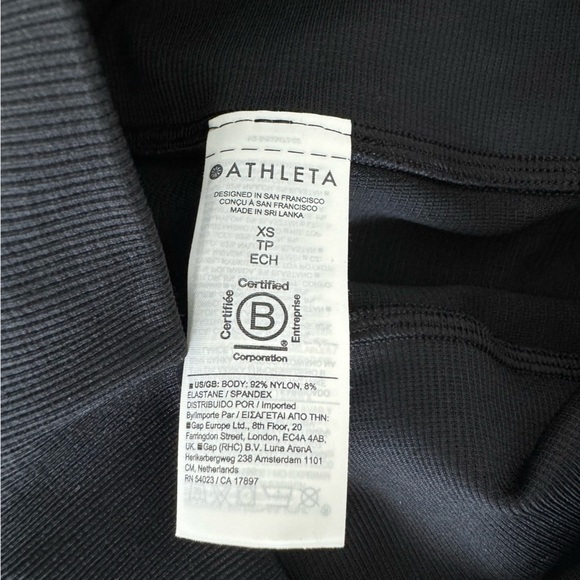 ATHLETA
DESIGNED IN SAN FRANCISCO
CONÇU À SAN FRANCISCO
MADE IN SRI LANKA
XS
TP
ECH
Certified
Certifiée
B
Entreprise
®
Corporation
US/GB: BODY: 92% NYLON, 8%
ELASTANE / SPANDEX
DISTRIBUIDO POR / Imported
By/Importe Par / ΕΙΣΑΓΕΤΑΙ ΑΠΟ ΤΗΝ:
Gap Europe Ltd., 8th Floor, 20
Farringdon Street, London, EC4A 4AB,
UK. Gap (RHC) B.V. Luna ArenA
Herikerbergweg 238 Amsterdam 1101
CM, Netherlands
RN 54023 / CA 17897